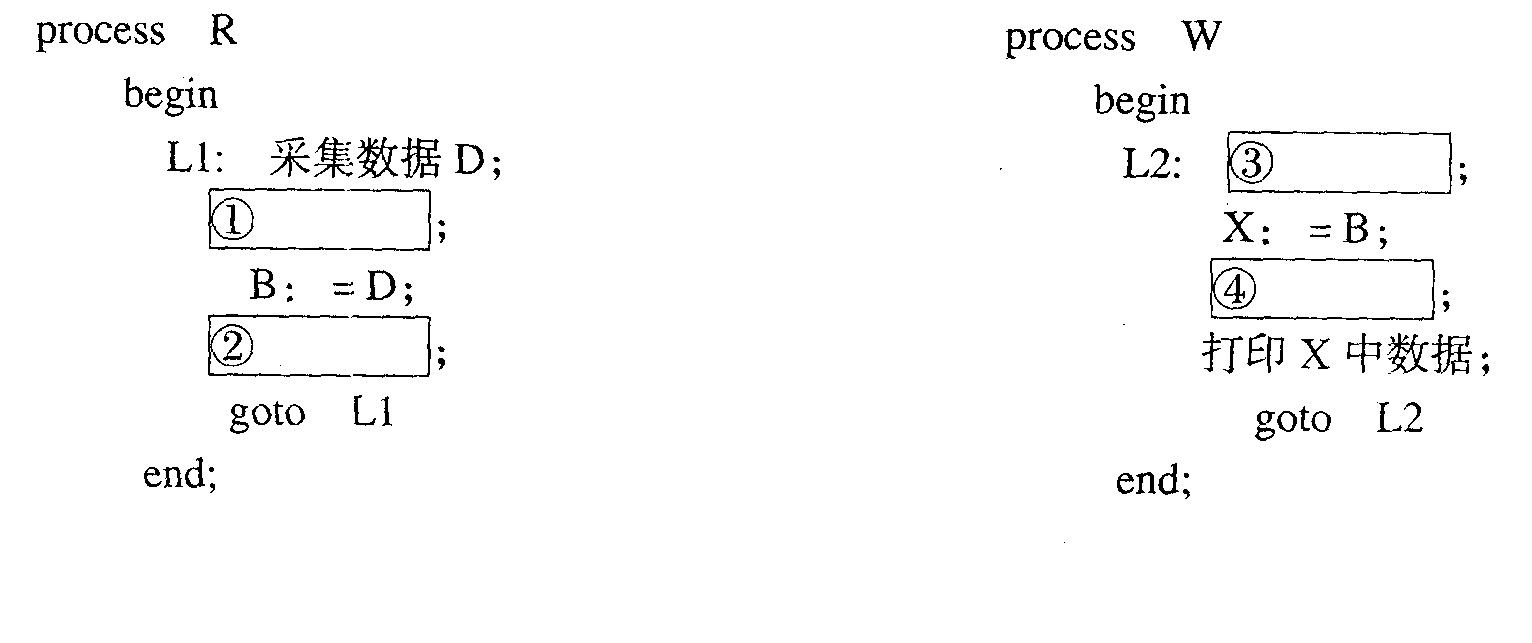 process R
begin
L1: 采集数据 D;
① ;
B: =D;
② ;
goto L1
end;
process W
begin
L2: ③ ;
X: =B;
④ ;
打印 X 中数据;
goto L2
end;